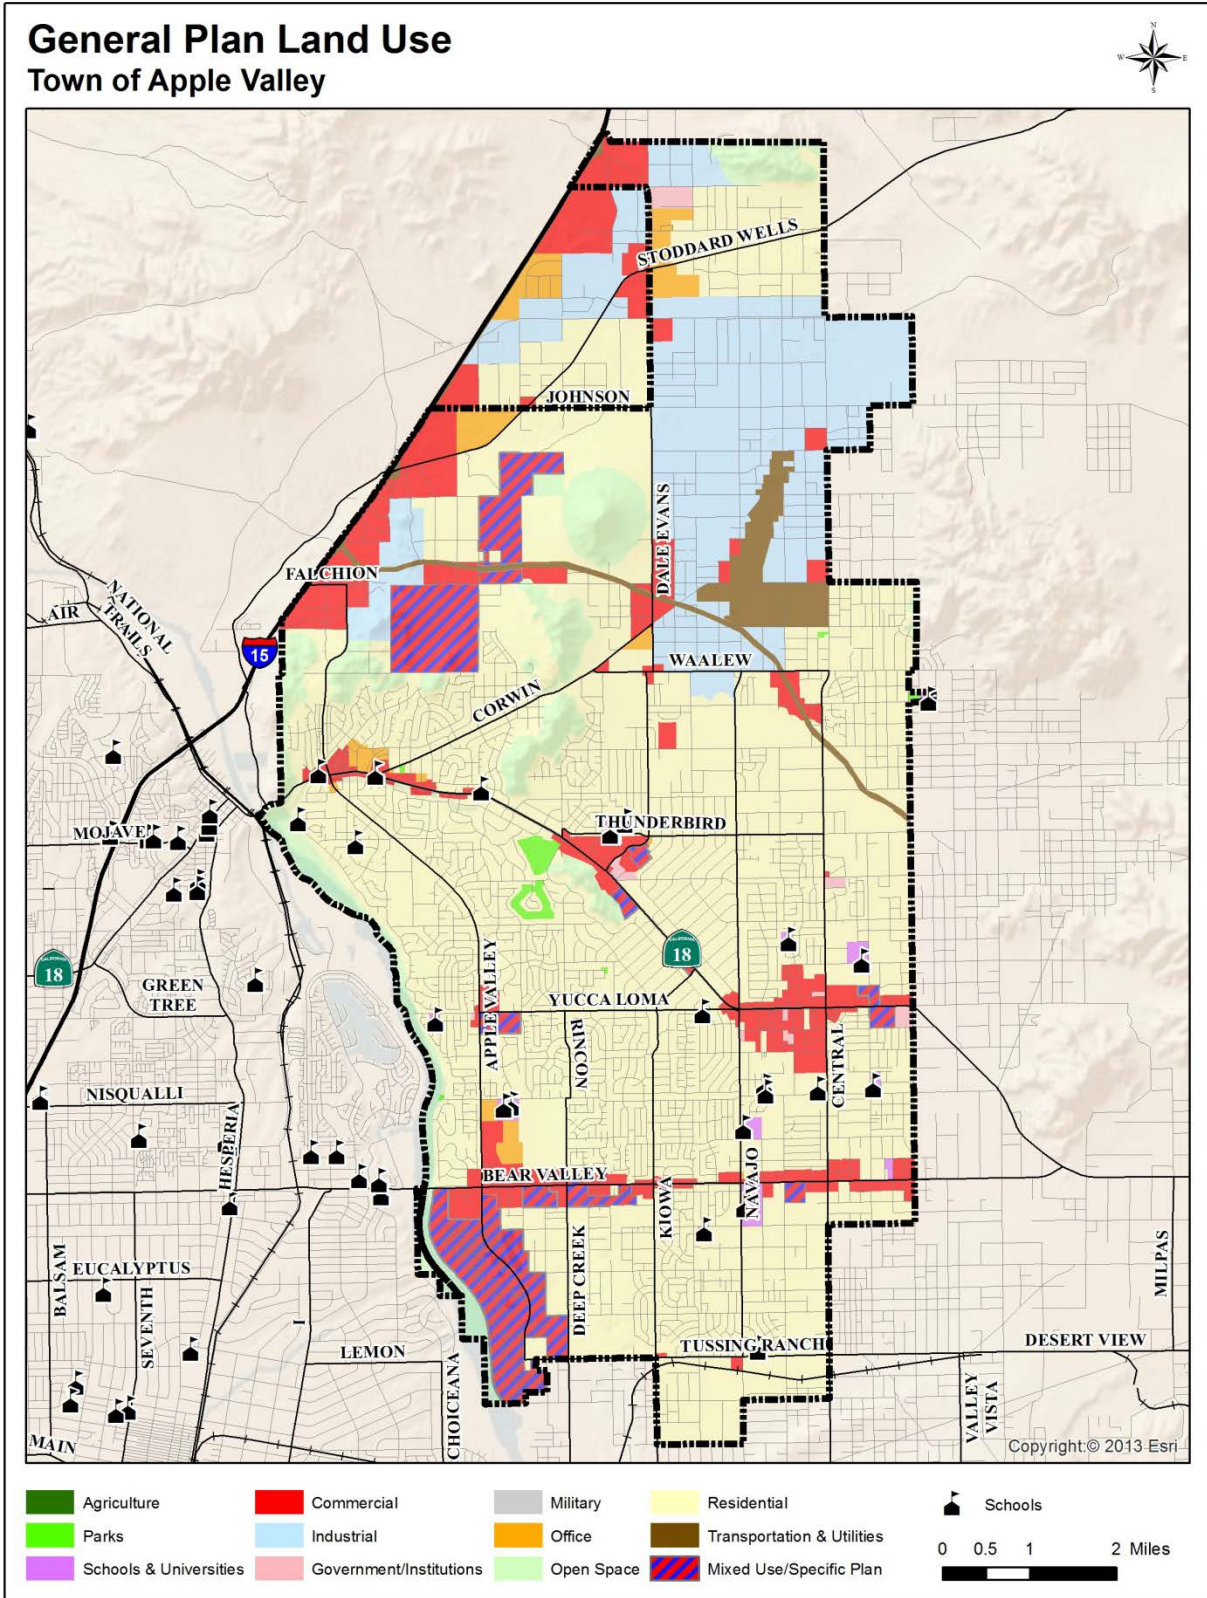 General Plan Land Use
Town of Apple Valley
N
W E
S
STODDARD WELLS
JOHNSON
DALE EVANS
FALCHION
NATIONAL
TRAILS
AIR
15
WAALEW
CORWIN
MOJAVE
THUNDERBIRD
CALIFORNIA
18
CALIFORNIA
18
GREEN
TREE
APPLE VALLEY
YUCCA LOMA
RINCON
CENTRAL
NISQUALLI
HESPERIA
BEAR VALLEY
NAVAJO
KIOWA
DEEP CREEK
BALSAM
EUCALYPTUS
SEVENTH
I
LEMON
CHOICEANA
TUSSING RANCH
DESERT VIEW
MILPAS
VALLEY
VISTA
MAIN
Copyright:© 2013 Esri
Agriculture
Commercial
Military
Residential
Schools
Parks
Industrial
Office
Transportation & Utilities
0 0.5 1 2 Miles
Schools & Universities
Government/Institutions
Open Space
Mixed Use/Specific Plan